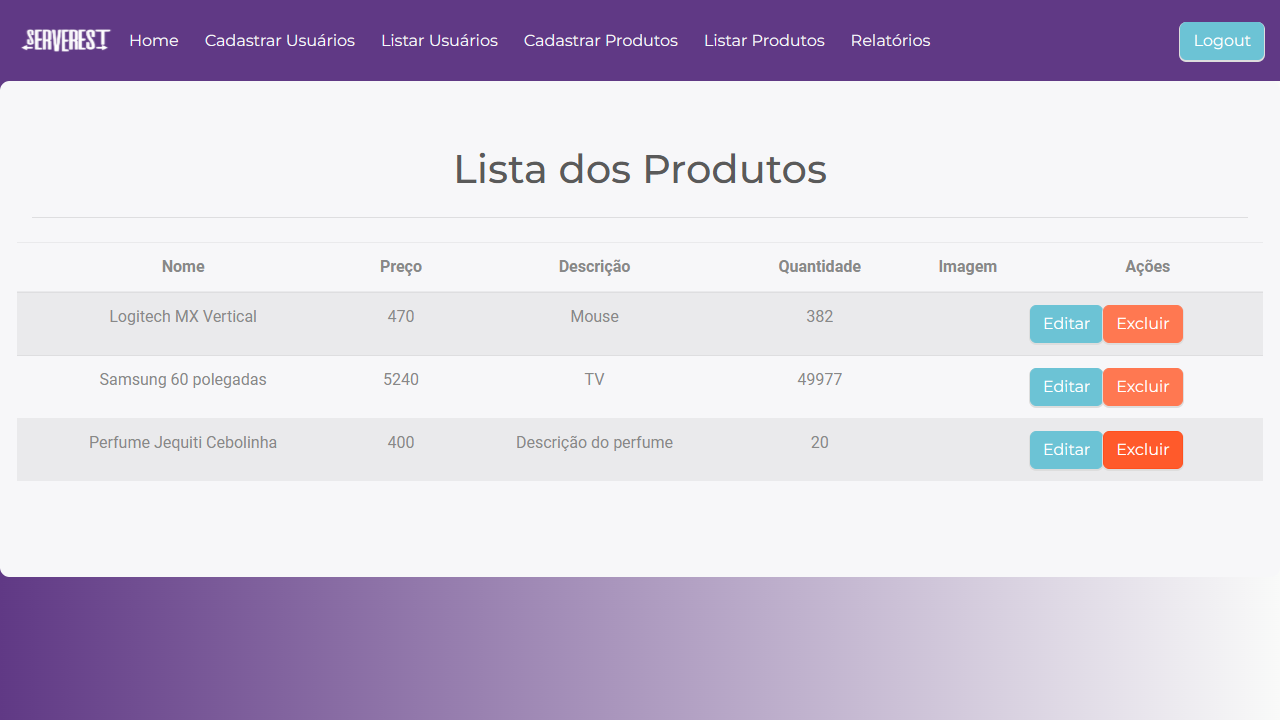 SERVEREST Home Cadastrar Usuários Listar Usuários Cadastrar Produtos Listar Produtos Relatórios Logout
Lista dos Produtos
Nome Preço Descrição Quantidade Imagem Ações
Logitech MX Vertical 470 Mouse 382 Editar Excluir
Samsung 60 polegadas 5240 TV 49977 Editar Excluir
Perfume Jequiti Cebolinha 400 Descrição do perfume 20 Editar Excluir